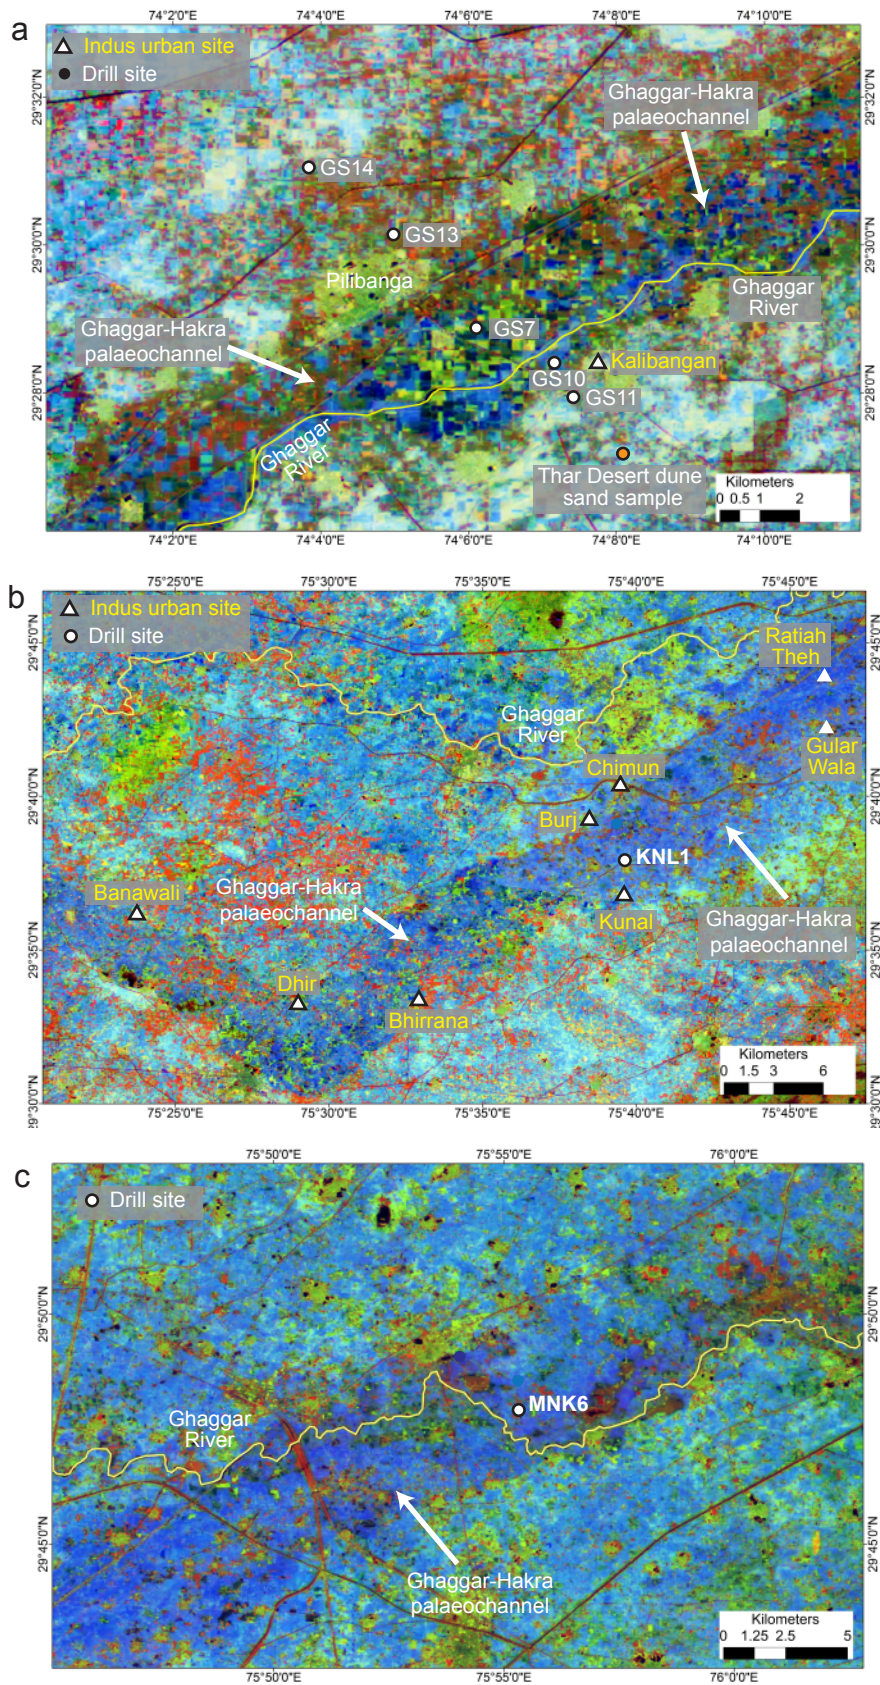 a
74°2'0"E 74°4'0"E 74°6'0"E 74°8'0"E 74°10'0"E
Indus urban site
Drill site
29°32'0"N
29°32'0"N
Ghaggar-Hakra
palaeochannel
GS14
29°30'0"N
29°30'0"N
GS13
Pilibanga
Ghaggar
River
Ghaggar-Hakra
palaeochannel
GS7
Kalibangan
29°28'0"N
29°28'0"N
GS10
GS11
Ghaggar
River
Thar Desert dune
sand sample
Kilometers
0 0.5 1 2
74°2'0"E 74°4'0"E 74°6'0"E 74°8'0"E 74°10'0"E
b
75°25'0"E 75°30'0"E 75°35'0"E 75°40'0"E 75°45'0"E
Indus urban site
Drill site
29°45'0"N
29°45'0"N
Ratiah
Theh
Ghaggar
River
Gular
Wala
Chimun
29°40'0"N
29°40'0"N
Burj
KNL1
Banawali
Ghaggar-Hakra
palaeochannel
Kunal
Ghaggar-Hakra
palaeochannel
29°35'0"N
29°35'0"N
Dhir
Bhirrana
Kilometers
0 1.5 3 6
29°30'0"N
29°30'0"N
75°25'0"E 75°30'0"E 75°35'0"E 75°40'0"E 75°45'0"E
c
75°50'0"E 75°55'0"E 76°0'0"E
Drill site
29°50'0"N
29°50'0"N
MNK6
Ghaggar
River
29°45'0"N
29°45'0"N
Ghaggar-Hakra
palaeochannel
Kilometers
0 1.25 2.5 5
75°50'0"E 75°55'0"E 76°0'0"E